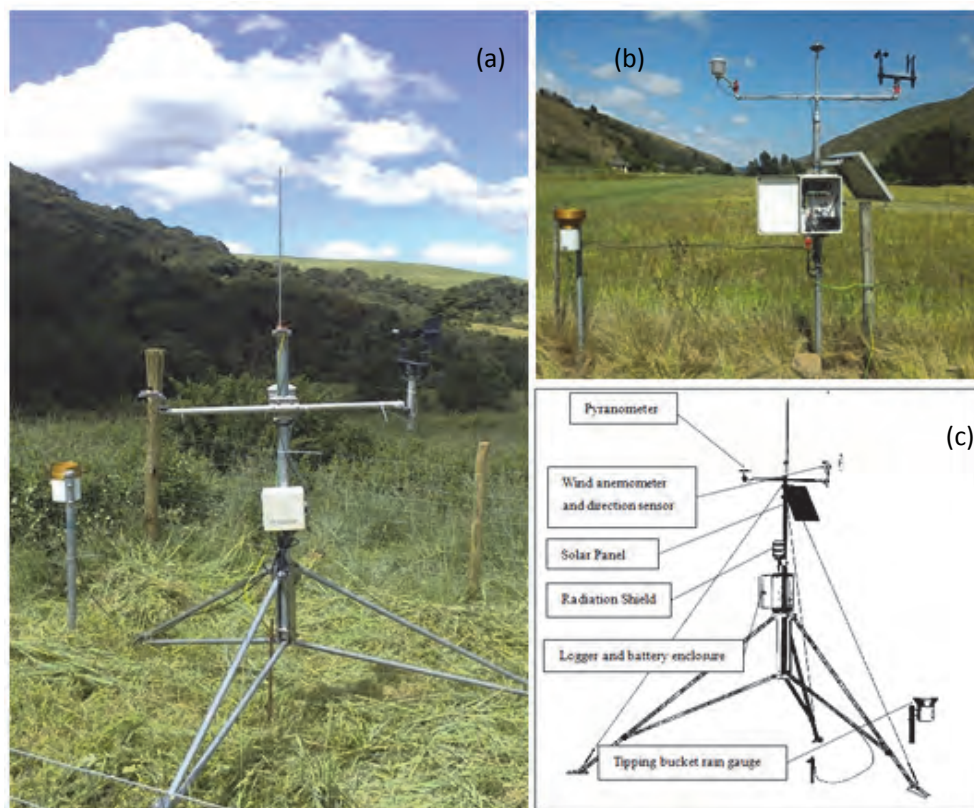 (a)
(b)
(c)
Pyranometer
Wind anemometer
and direction sensor
Solar Panel
Radiation Shield
Logger and battery enclosure
Tipping bucket rain gauge